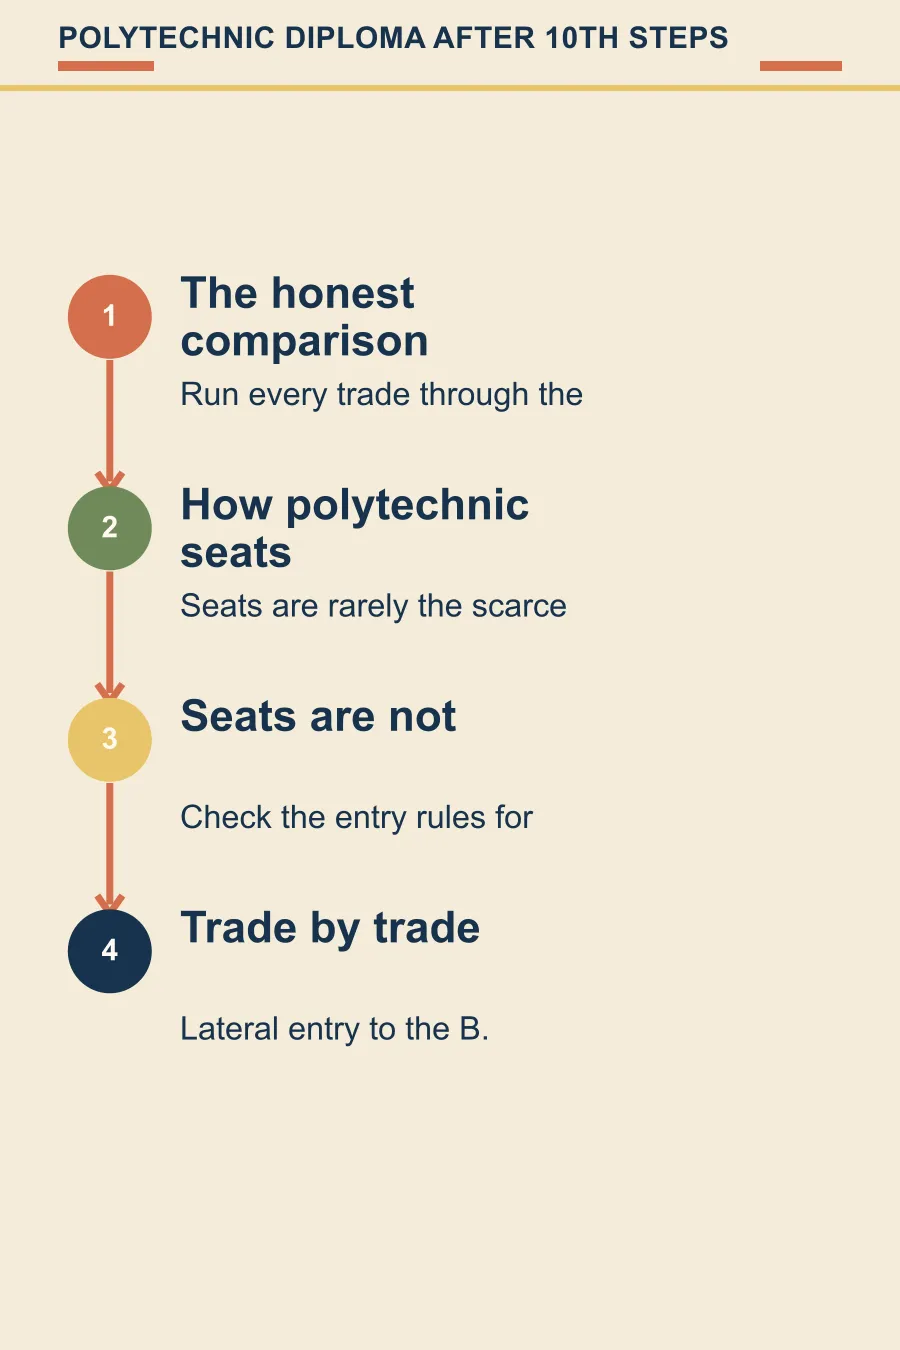 POLYTECHNIC DIPLOMA AFTER 10TH STEPS
1
The honest
comparison
Run every trade through the
2
How polytechnic
seats
Seats are rarely the scarce
3
Seats are not
Check the entry rules for
4
Trade by trade
Lateral entry to the B.